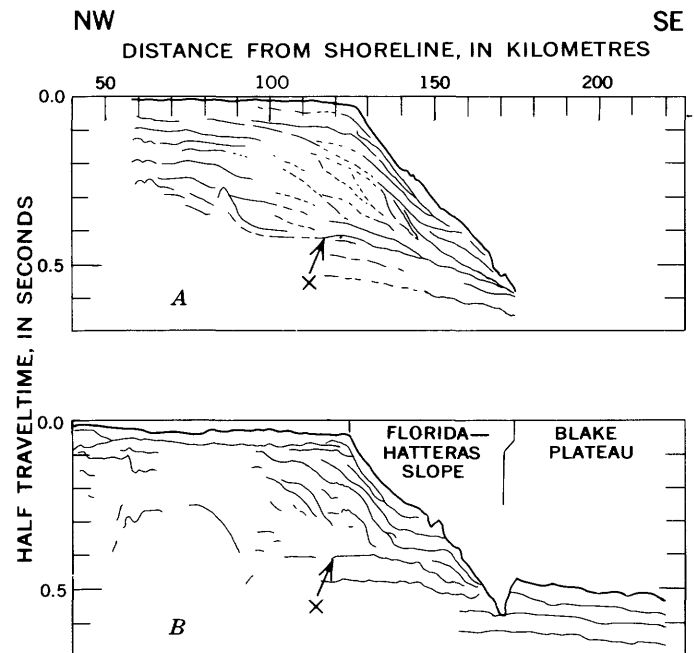 NW SE
DISTANCE FROM SHORELINE, IN KILOMETRES
50 100 150 200
0.0
0.5
A
X
HALF TRAVELTIME, IN SECONDS
0.0
FLORIDA—
HATTERAS
SLOPE
BLAKE
PLATEAU
0.5
X
B